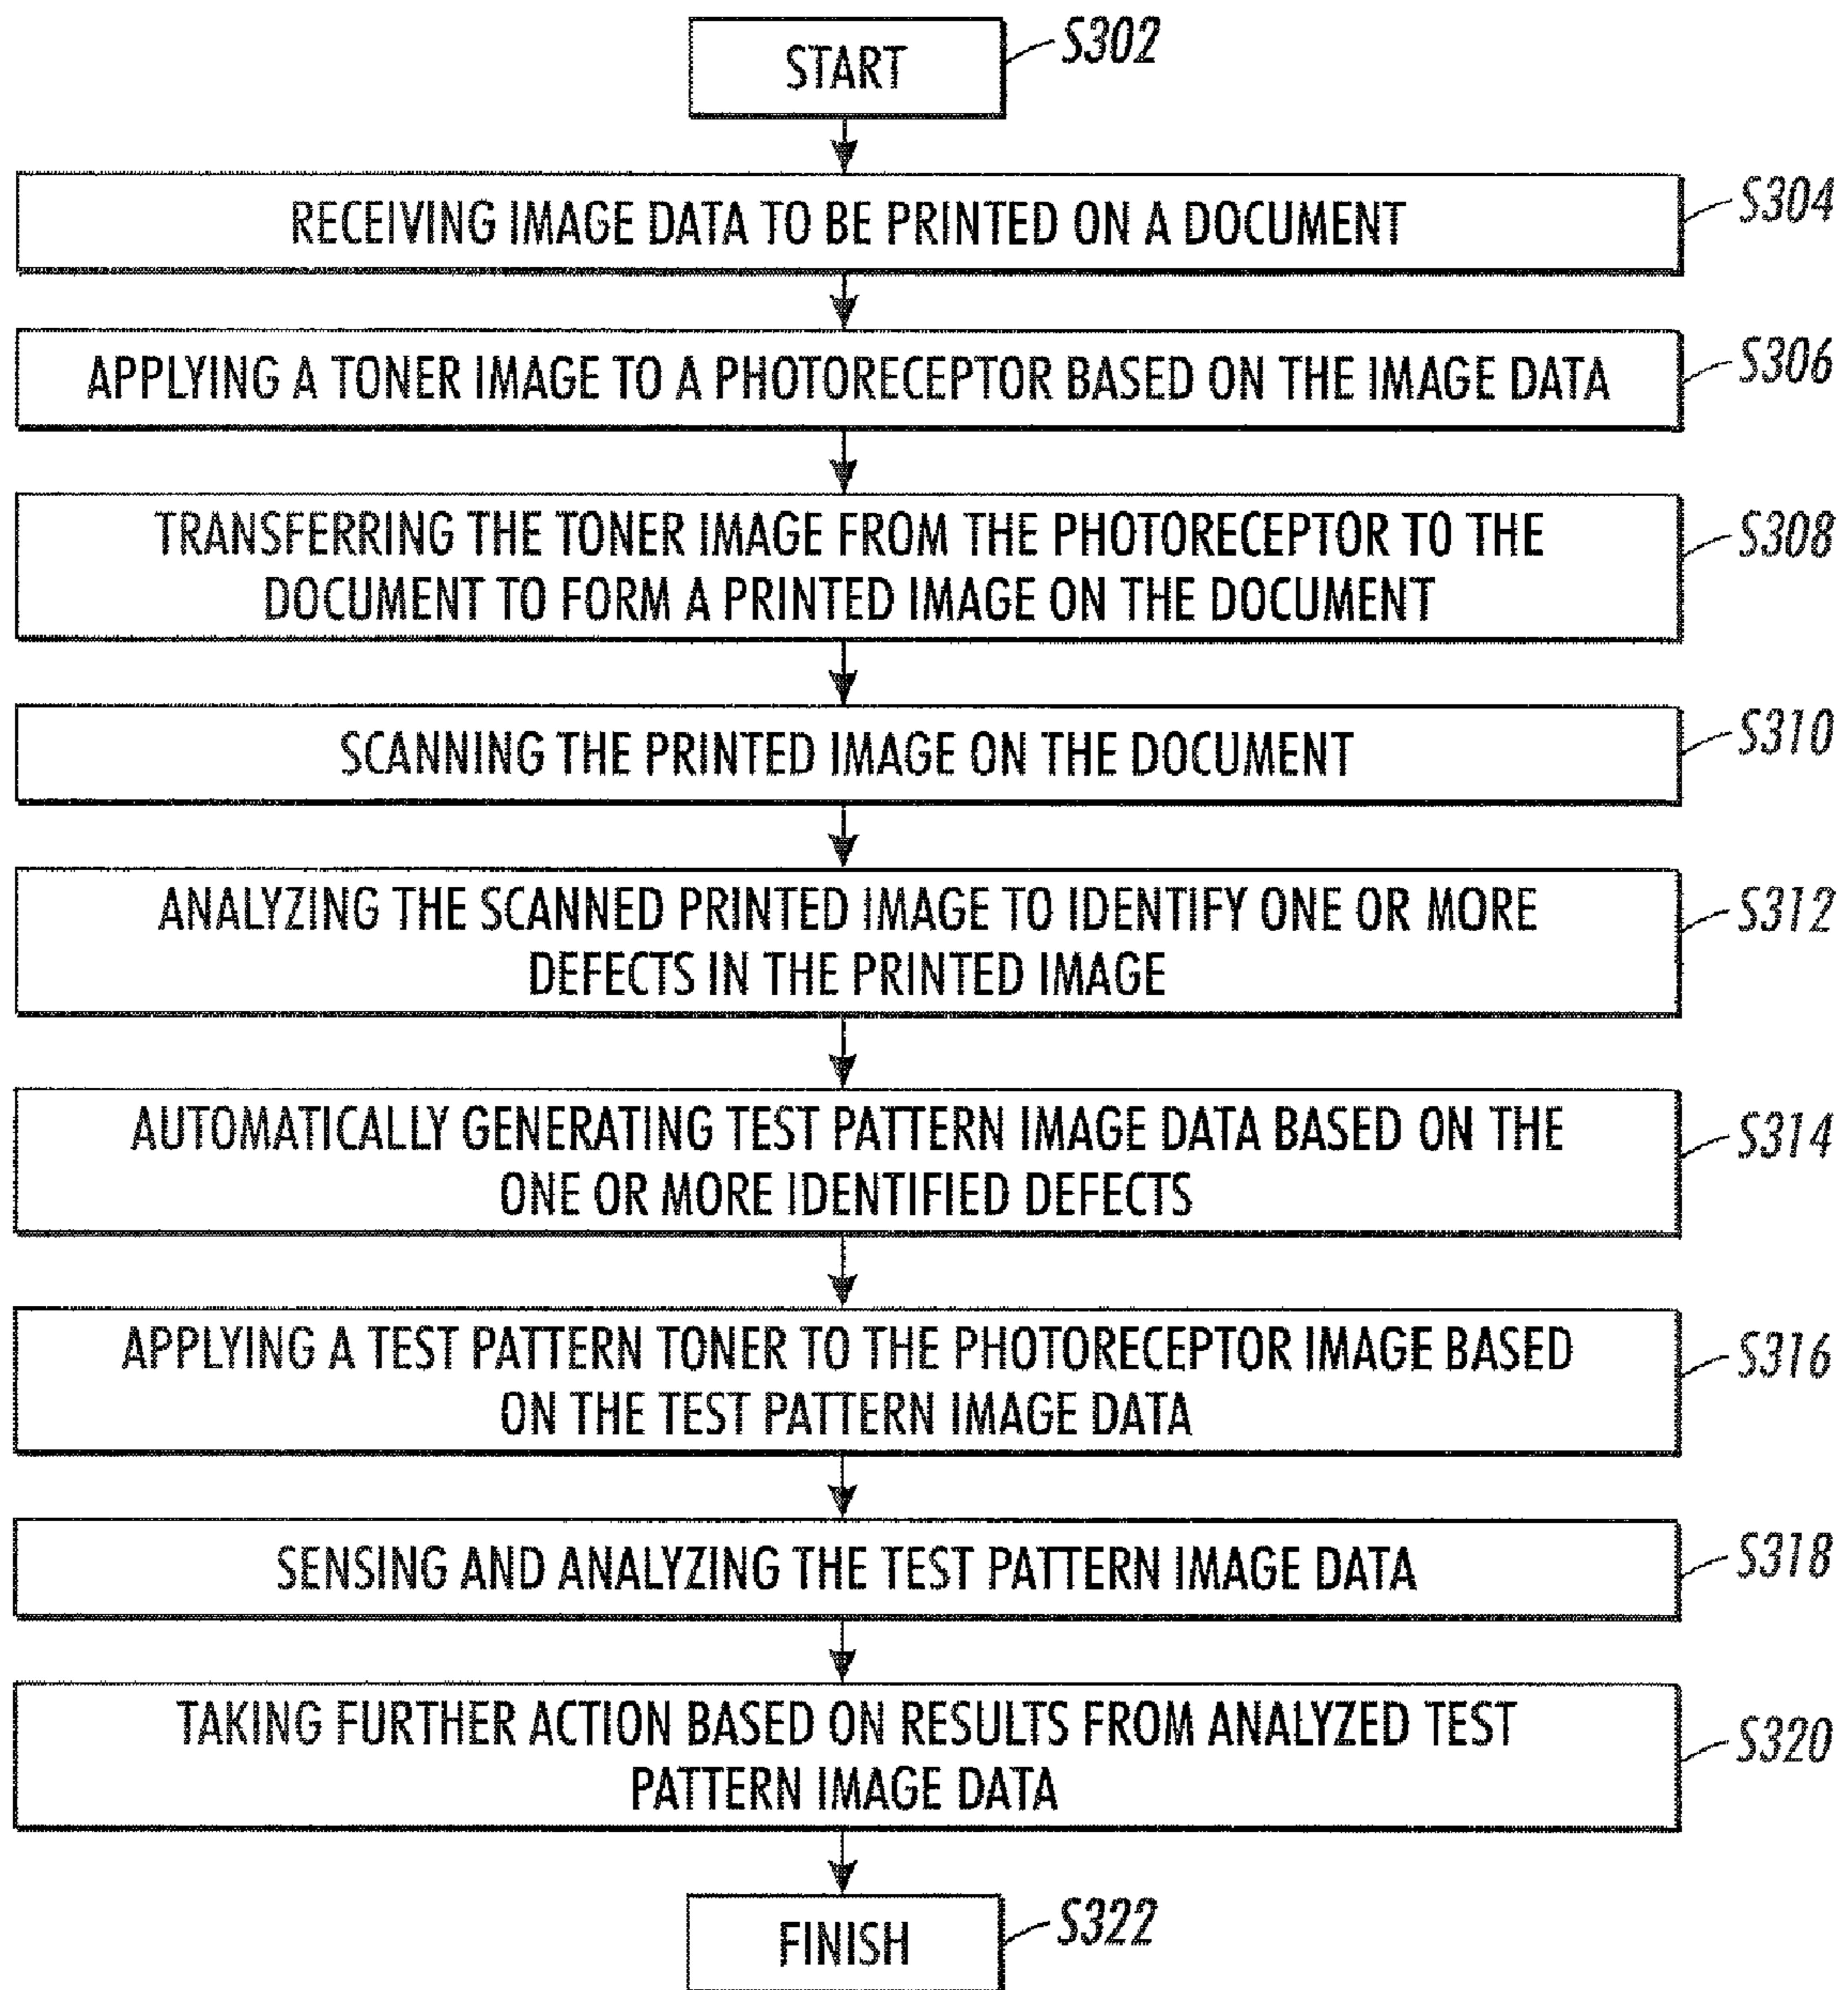 START
S302
RECEIVING IMAGE DATA TO BE PRINTED ON A DOCUMENT
S304
APPLYING A TONER IMAGE TO A PHOTORECEPTOR BASED ON THE IMAGE DATA
S306
TRANSFERRING THE TONER IMAGE FROM THE PHOTORECEPTOR TO THE
DOCUMENT TO FORM A PRINTED IMAGE ON THE DOCUMENT
S308
SCANNING THE PRINTED IMAGE ON THE DOCUMENT
S310
ANALYZING THE SCANNED PRINTED IMAGE TO IDENTIFY ONE OR MORE
DEFECTS IN THE PRINTED IMAGE
S312
AUTOMATICALLY GENERATING TEST PATTERN IMAGE DATA BASED ON THE
ONE OR MORE IDENTIFIED DEFECTS
S314
APPLYING A TEST PATTERN TONER TO THE PHOTORECEPTOR IMAGE BASED
ON THE TEST PATTERN IMAGE DATA
S316
SENSING AND ANALYZING THE TEST PATTERN IMAGE DATA
S318
TAKING FURTHER ACTION BASED ON RESULTS FROM ANALYZED TEST
PATTERN IMAGE DATA
S320
FINISH
S322